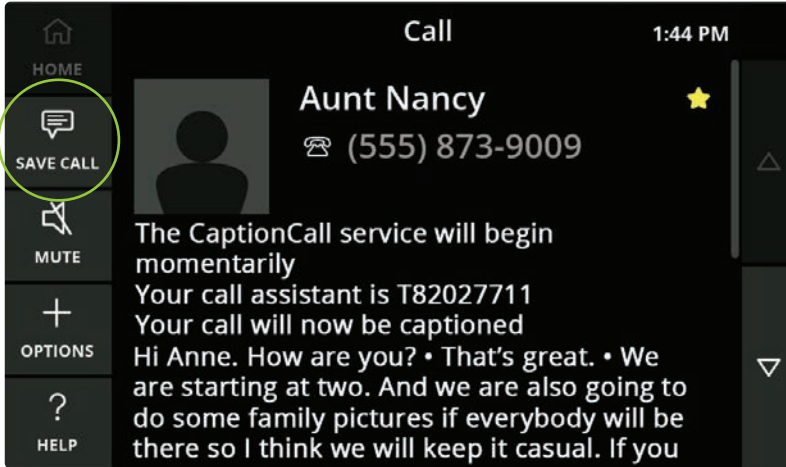 Call
1:44 PM
HOME
SAVE CALL
MUTE
OPTIONS
?
HELP
Aunt Nancy
(555) 873-9009
The CaptionCall service will begin
momentarily
Your call assistant is T82027711
Your call will now be captioned
Hi Anne. How are you? • That’s great. • We
are starting at two. And we are also going to
do some family pictures if everybody will be
there so I think we will keep it casual. If you